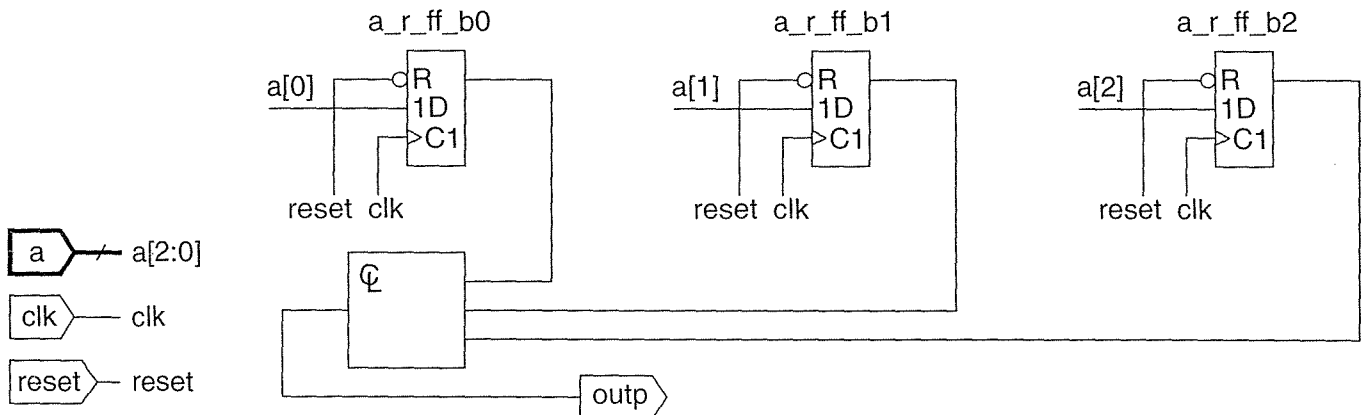 a_r_ff_b0
a_r_ff_b1
a_r_ff_b2
a[0]
R
1D
C1
reset clk
a[1]
R
1D
C1
reset clk
a[2]
R
1D
C1
reset clk
a
a[2:0]
clk
clk
reset
reset
CL
outp